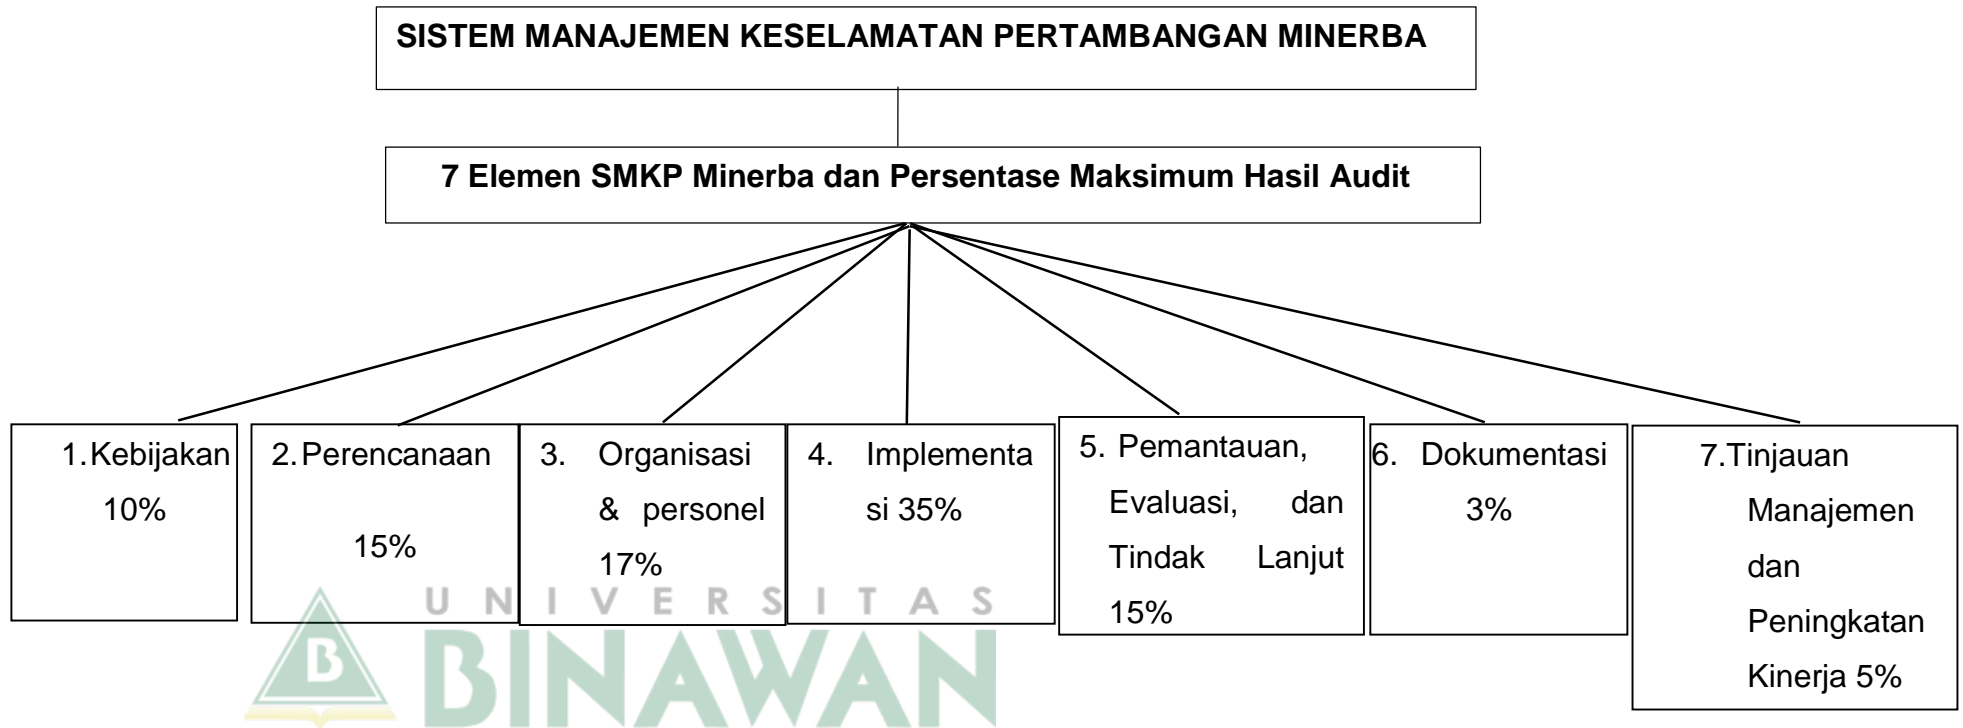 SISTEM MANAJEMEN KESELAMATAN PERTAMBANGAN MINERBA
7 Elemen SMKP Minerba dan Persentase Maksimum Hasil Audit
1.Kebijakan
10%
2.Perencanaan
15%
3. Organisasi
& personel
17%
4. Implementa
si 35%
5. Pemantauan,
Evaluasi, dan
Tindak Lanjut
15%
6. Dokumentasi
3%
7.Tinjauan
Manajemen
dan
Peningkatan
Kinerja 5%
B
UNIVERSITAS
BINAWAN